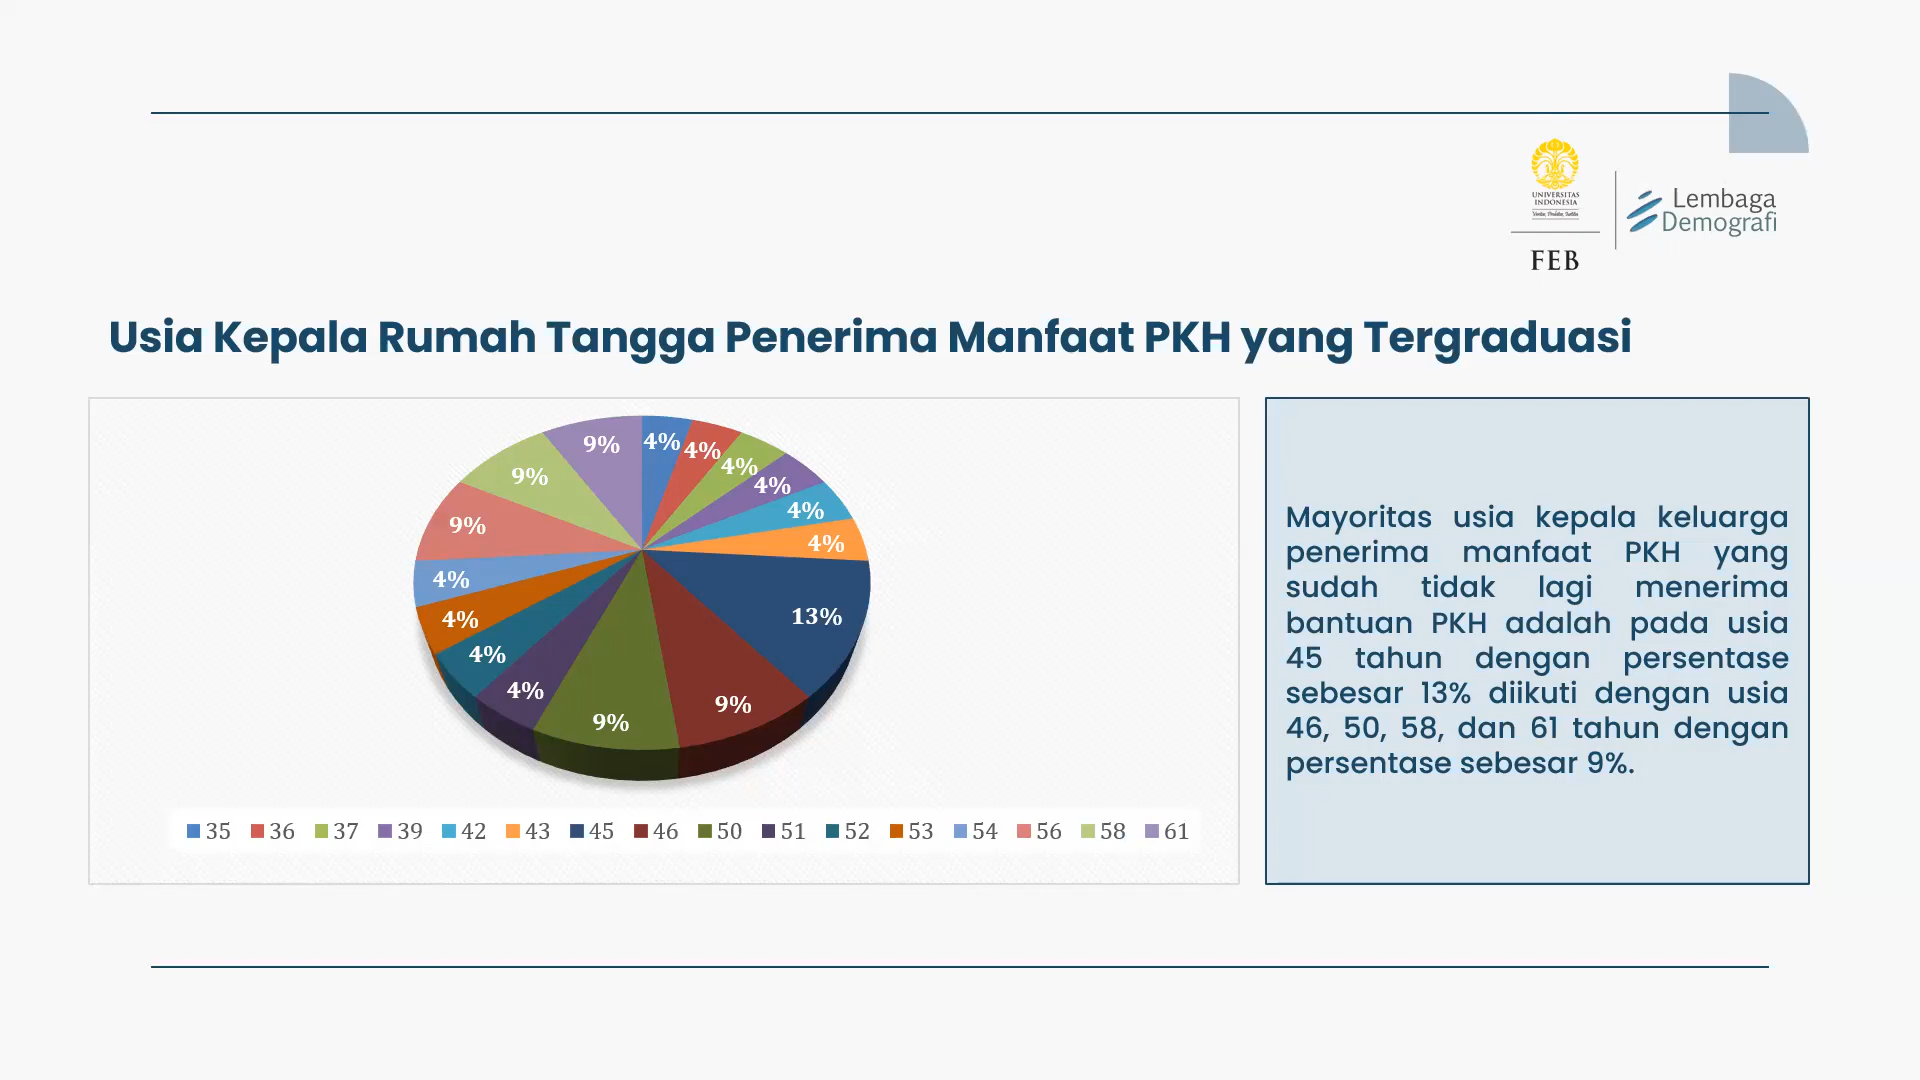 UNIVERSITAS
INDONESIA
Veritas, Probitas, Iustitia
FEB
Lembaga
Demografi
Usia Kepala Rumah Tangga Penerima Manfaat PKH yang Tergraduasi
9%
4%
4%
4%
4%
4%
4%
13%
9%
9%
4%
4%
4%
4%
9%
9%
35 36 37 39 42 43 45 46 50 51 52 53 54 56 58 61
Mayoritas usia kepala keluarga
penerima manfaat PKH yang
sudah tidak lagi menerima
bantuan PKH adalah pada usia
45 tahun dengan persentase
sebesar 13% diikuti dengan usia
46, 50, 58, dan 61 tahun dengan
persentase sebesar 9%.